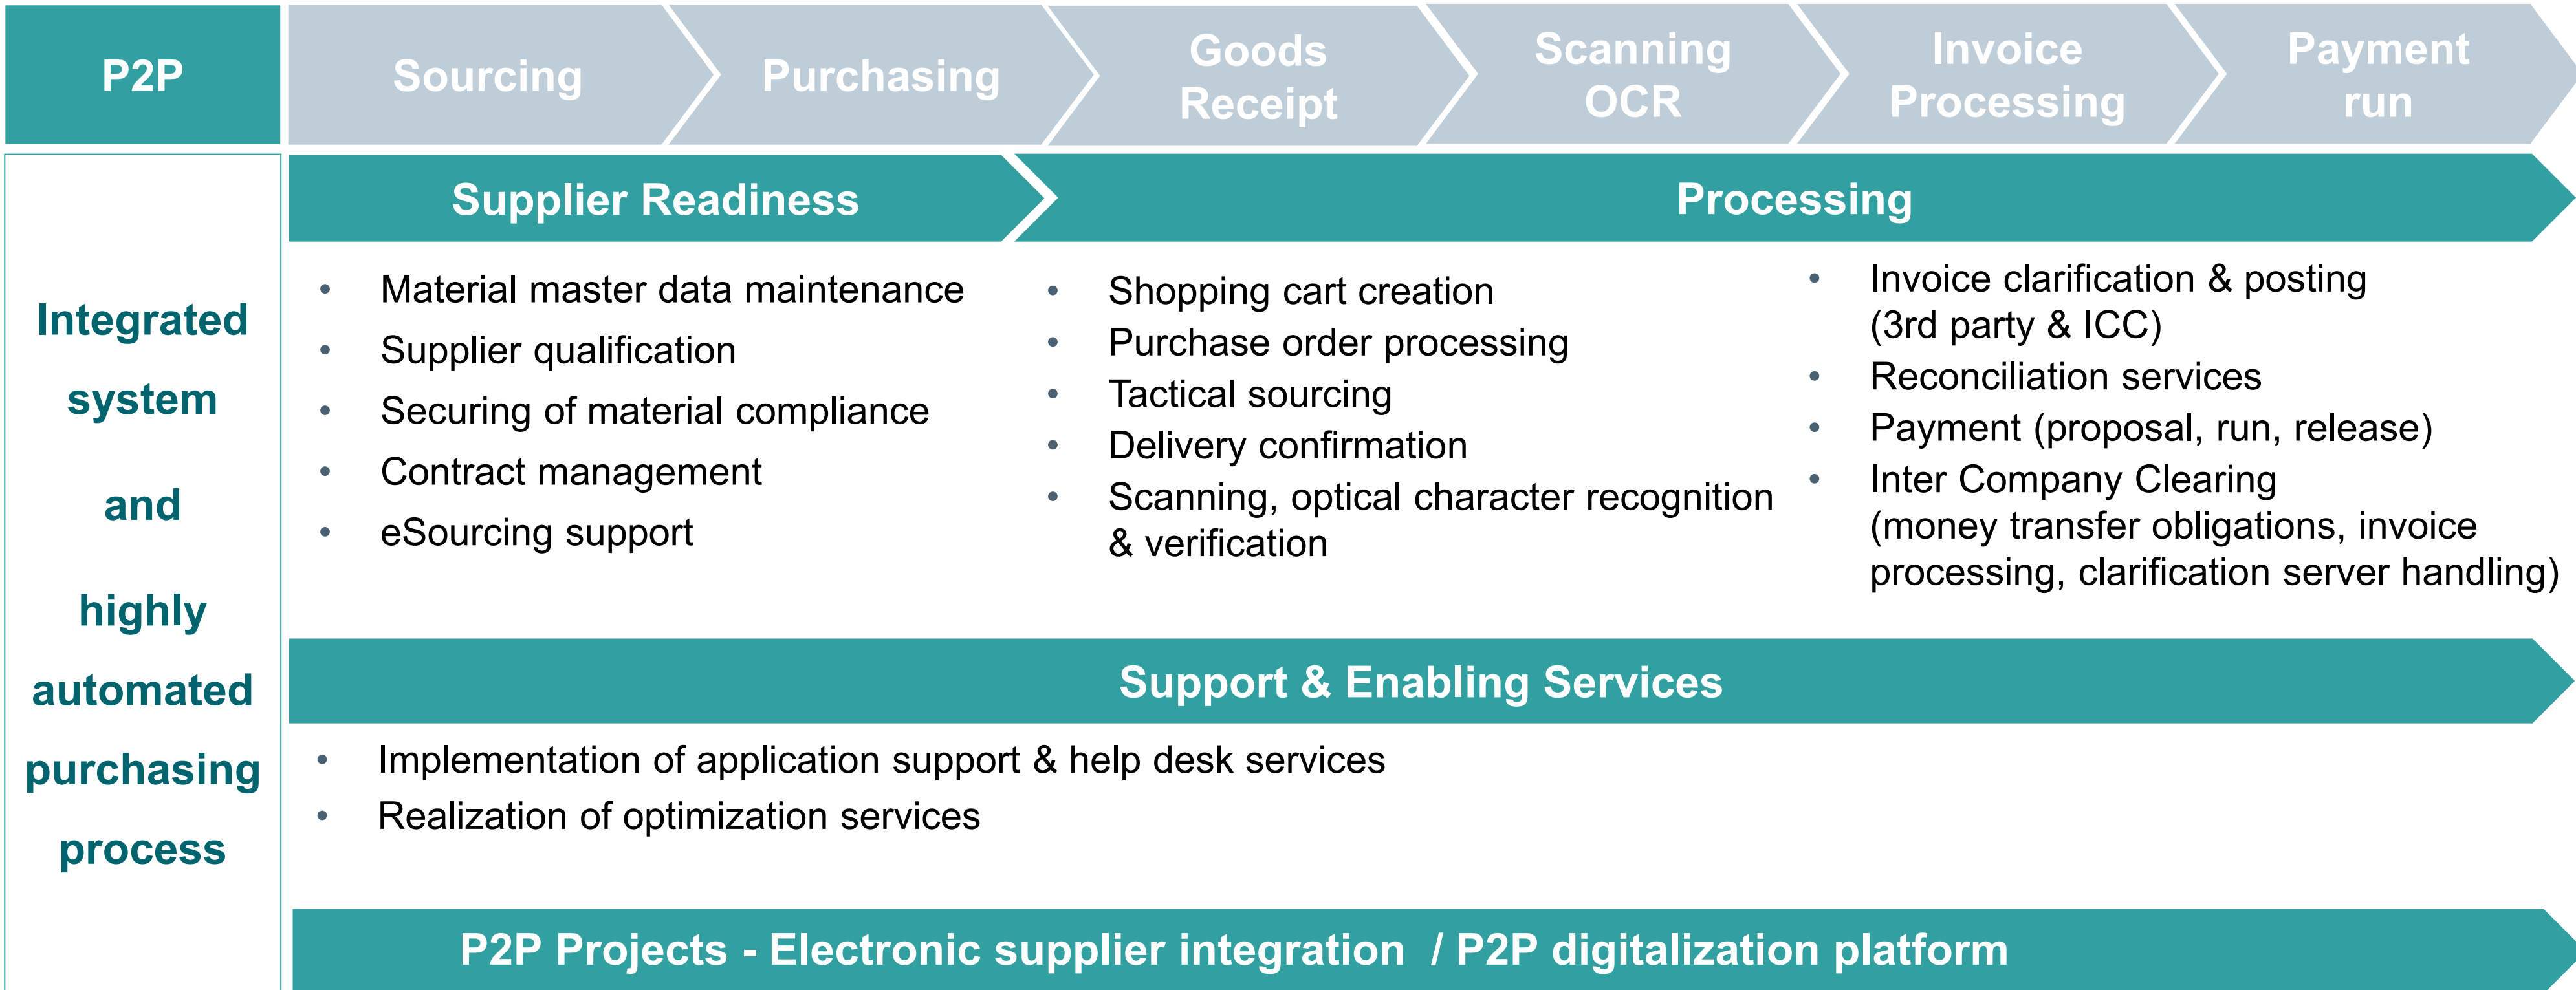 P2P
Sourcing
Purchasing
Goods
Receipt
Scanning
OCR
Invoice
Processing
Payment
run
Integrated
system
and
highly
automated
purchasing
process
Supplier Readiness
Processing
• Material master data maintenance
• Supplier qualification
• Securing of material compliance
• Contract management
• eSourcing support
• Shopping cart creation
• Purchase order processing
• Tactical sourcing
• Delivery confirmation
• Scanning, optical character recognition
& verification
• Invoice clarification & posting
(3rd party & ICC)
• Reconciliation services
• Payment (proposal, run, release)
• Inter Company Clearing
(money transfer obligations, invoice
processing, clarification server handling)
Support & Enabling Services
• Implementation of application support & help desk services
• Realization of optimization services
P2P Projects - Electronic supplier integration / P2P digitalization platform